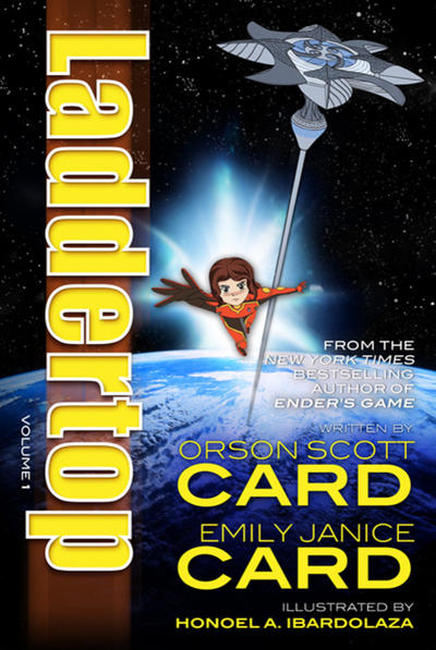 Laddertop
VOLUME 1
FROM THE
NEW YORK TIMES
BESTSELLING
AUTHOR OF
ENDER'S GAME
WRITTEN BY
ORSON SCOTT
CARD
EMILY JANICE
CARD
ILLUSTRATED BY
HONOEL A. IBARDOLAZA